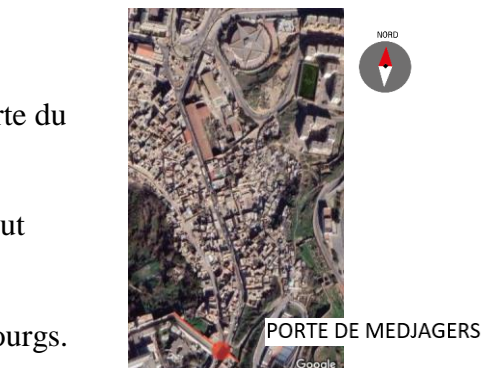 NORD
rte du
ut
ourgs.
PORTE DE MEDJAGERS
Google